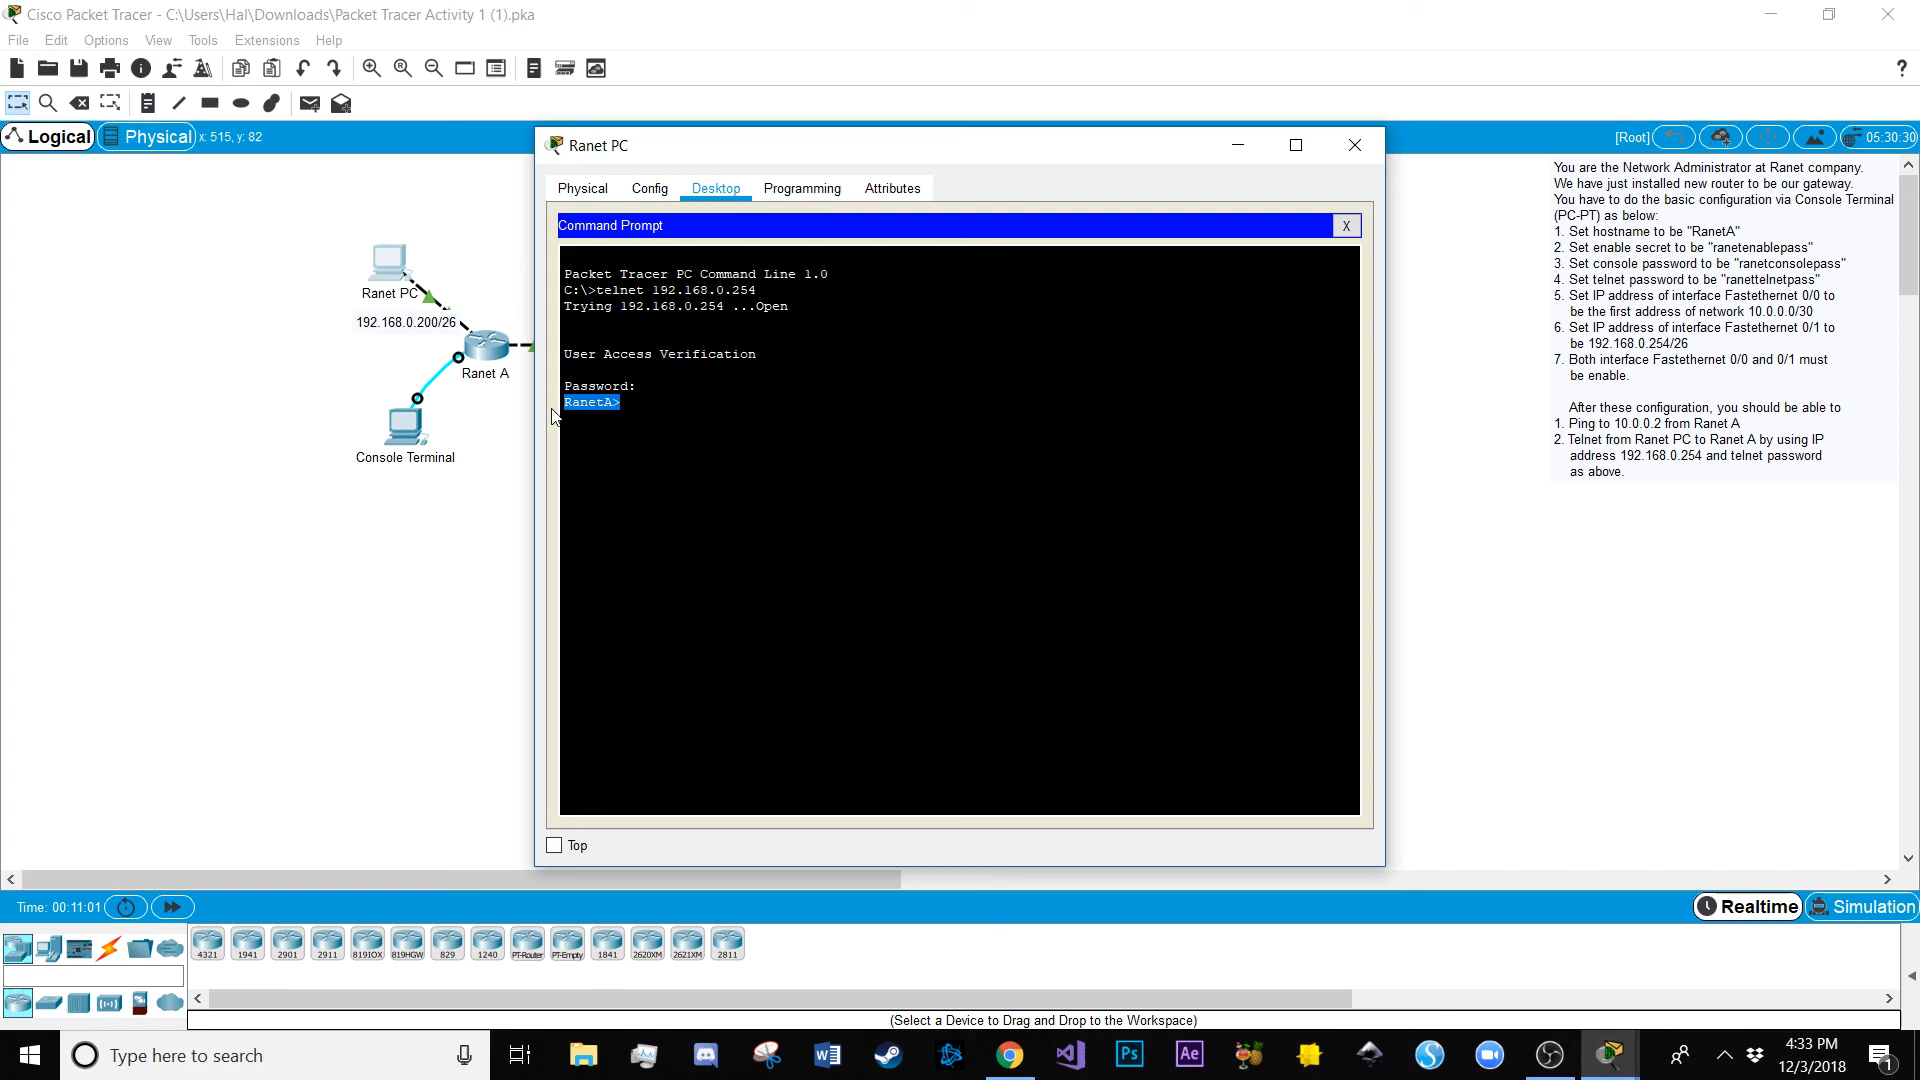 Cisco Packet Tracer - C:\Users\Hal\Downloads\Packet Tracer Activity 1 (1).pka
File Edit Options View Tools Extensions Help
?
Logical Physical x: 515, y: 82
[Root] 05:30:30
Ranet PC
Physical Config Desktop Programming Attributes
Command Prompt
X
Packet Tracer PC Command Line 1.0
C:\>telnet 192.168.0.254
Trying 192.168.0.254 ...Open
User Access Verification
Password:
RanetA>
Top
Ranet PC
192.168.0.200/26
Ranet A
Console Terminal
You are the Network Administrator at Ranet company.
We have just installed new router to be our gateway.
You have to do the basic configuration via Console Terminal
(PC-PT) as below:
1. Set hostname to be "RanetA"
2. Set enable secret to be "ranetenablepass"
3. Set console password to be "ranetconsolepass"
4. Set telnet password to be "ranettelnetpass"
5. Set IP address of interface Fastethernet 0/0 to
be the first address of network 10.0.0.0/30
6. Set IP address of interface Fastethernet 0/1 to
be 192.168.0.254/26
7. Both interface Fastethernet 0/0 and 0/1 must
be enable.
After these configuration, you should be able to
1. Ping to 10.0.0.2 from Ranet A
2. Telnet from Ranet PC to Ranet A by using IP
address 192.168.0.254 and telnet password
as above.
Time: 00:11:01
Realtime Simulation
4321 1941 2901 2911 819IOX 819HGW 829 1240 PT-Router PT-Empty 1841 2620XM 2621XM 2811
(Select a Device to Drag and Drop to the Workspace)
Type here to search
Ps Ae
4:33 PM
12/3/2018
1